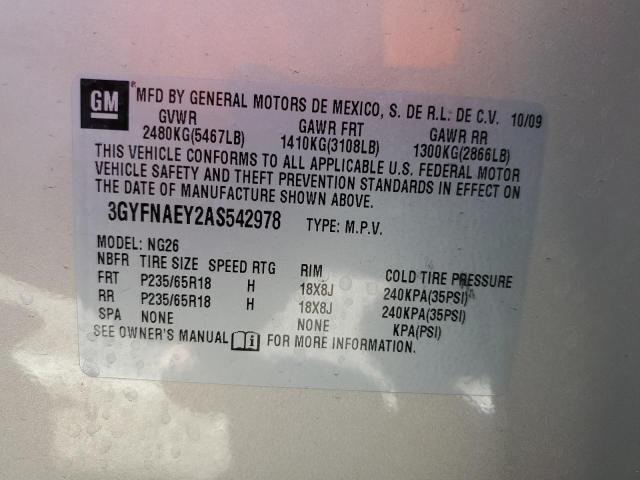 GM ® MFD BY GENERAL MOTORS DE MEXICO, S. DE R.L. DE C.V. 10/09
GVWR GAWR FRT GAWR RR
2480KG(5467LB) 1410KG(3108LB) 1300KG(2866LB)
THIS VEHICLE CONFORMS TO ALL APPLICABLE U.S. FEDERAL MOTOR
VEHICLE SAFETY AND THEFT PREVENTION STANDARDS IN EFFECT ON
THE DATE OF MANUFACTURE SHOWN ABOVE.
3GYFNAEY2AS542978 TYPE: M.P.V.
MODEL: NG26
NBFR TIRE SIZE SPEED RTG RIM COLD TIRE PRESSURE
FRT P235/65R18 H 18X8J 240KPA(35PSI)
RR P235/65R18 H 18X8J 240KPA(35PSI)
SPA NONE NONE KPA(PSI)
SEE OWNER'S MANUAL i FOR MORE INFORMATION.